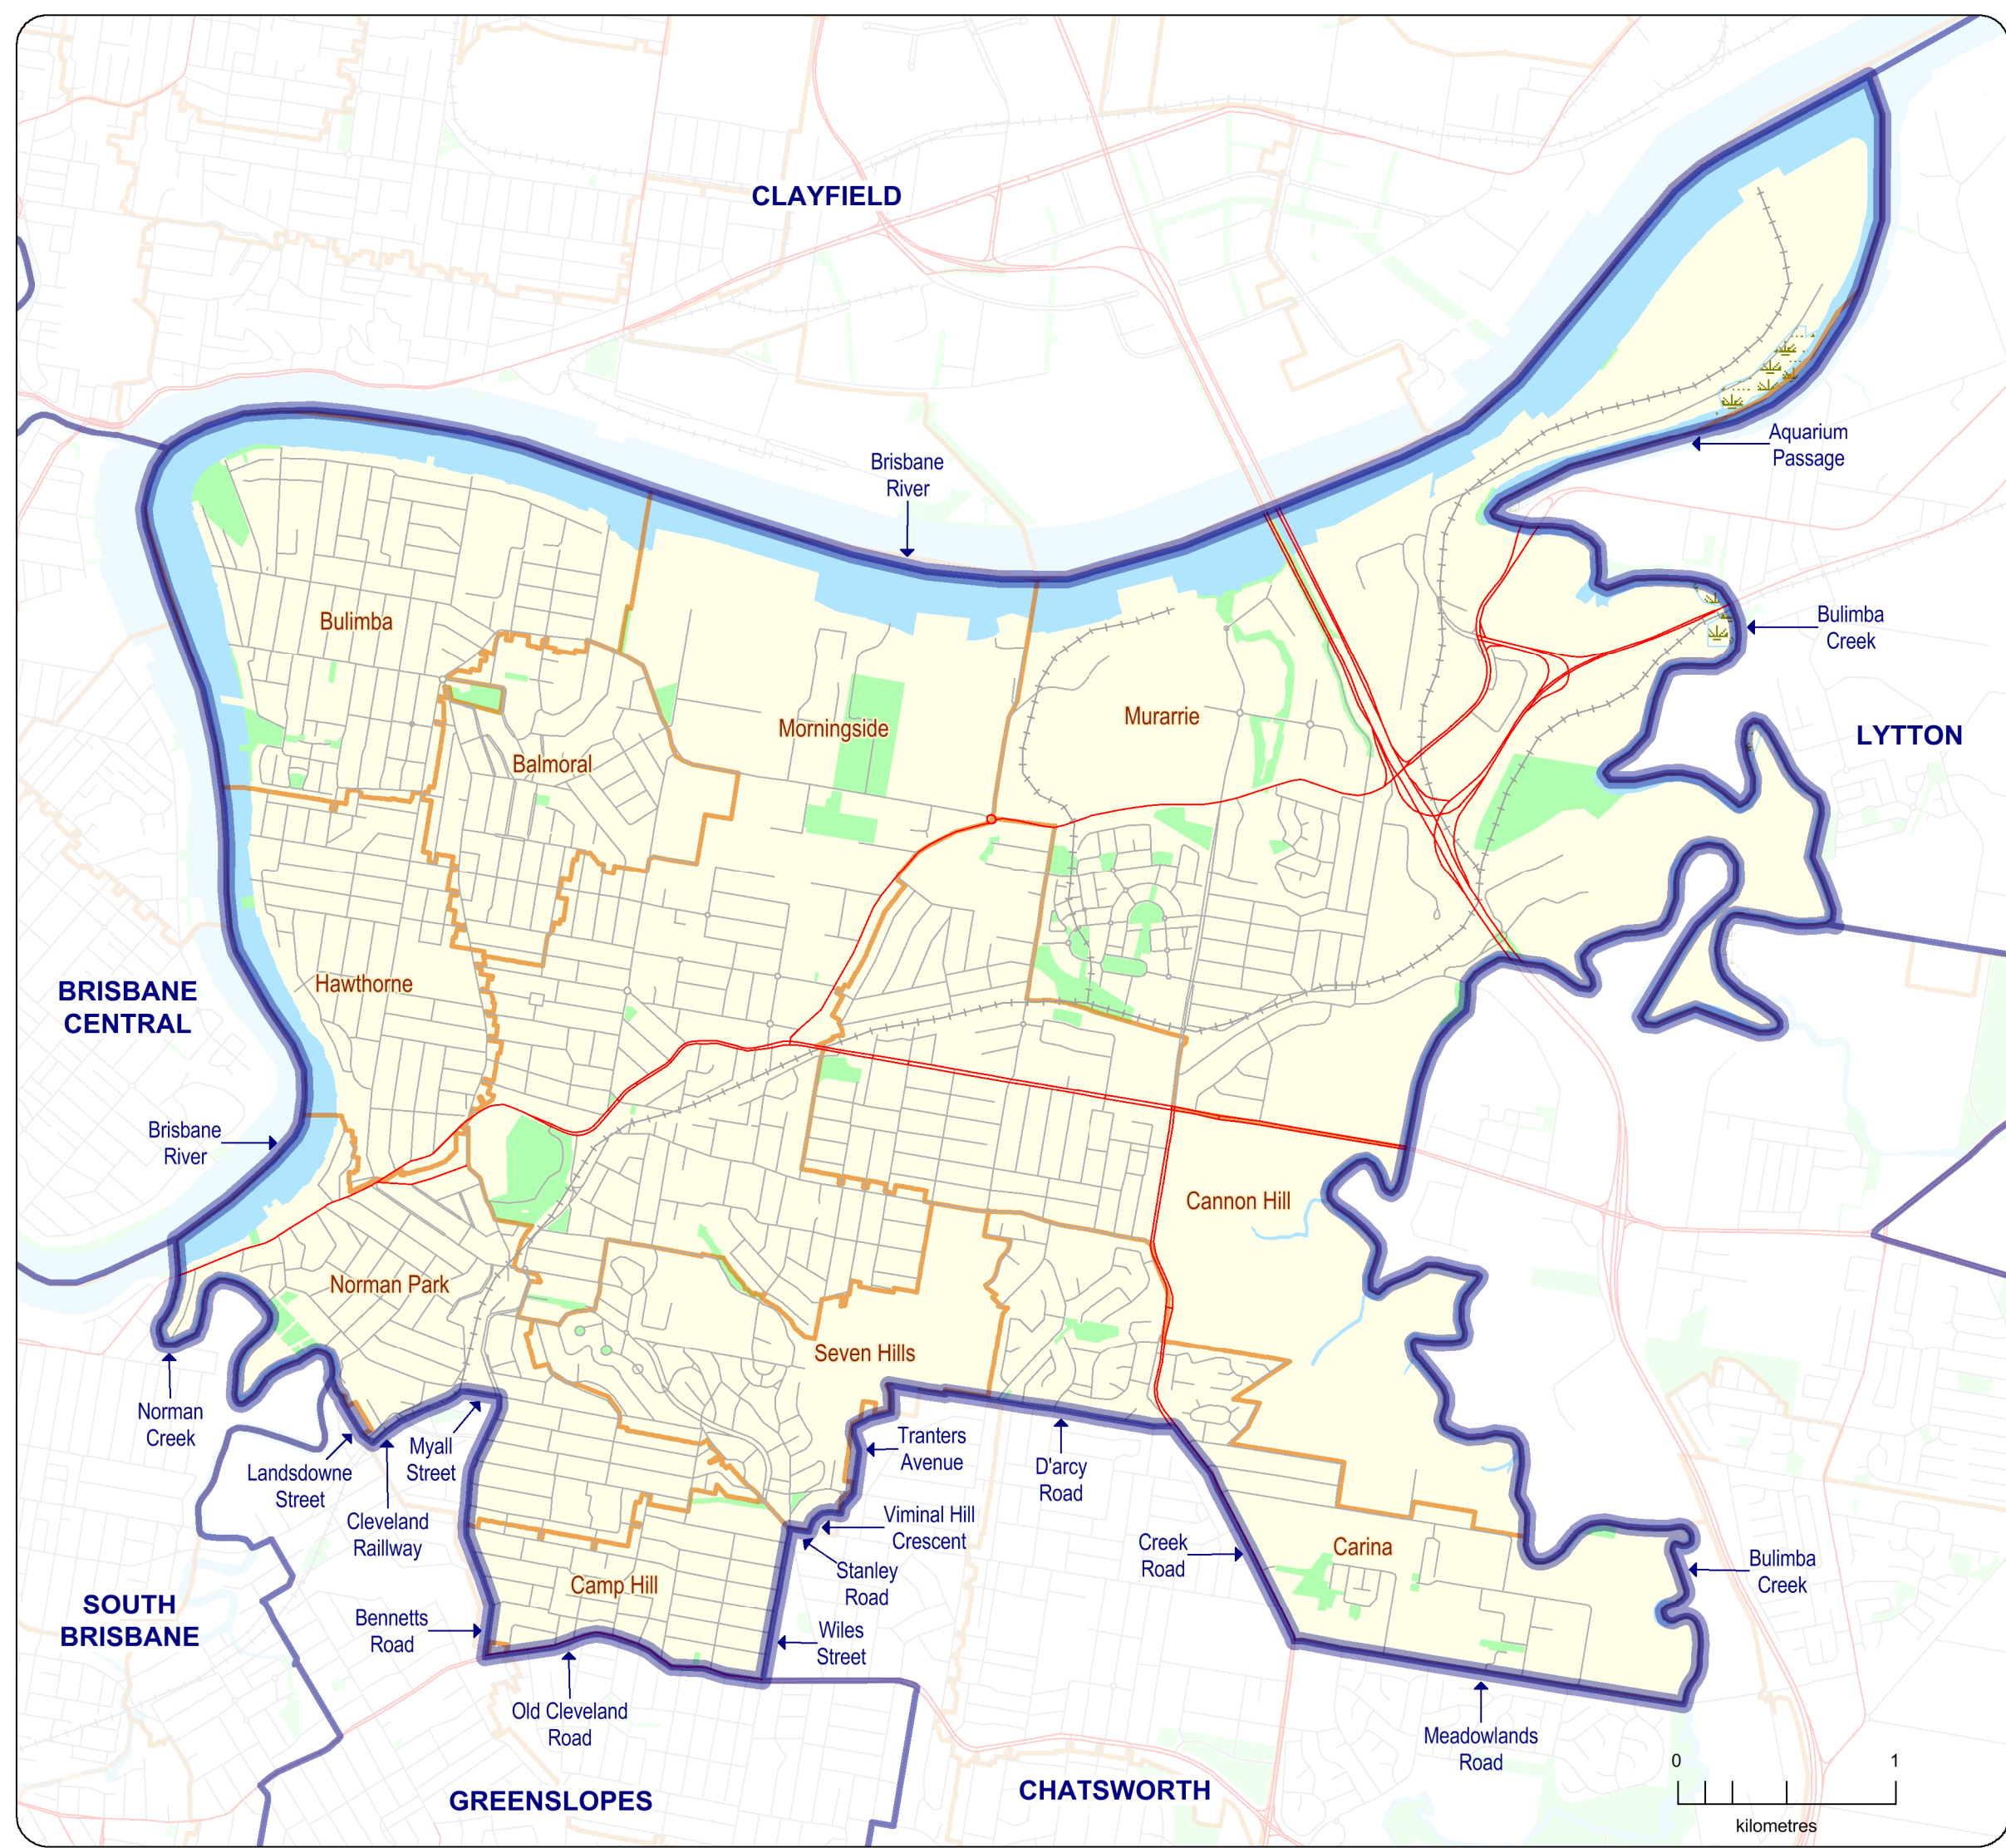 CLAYFIELD
Brisbane
River
Aquarium
Passage
Bulimba
Bulimba
Creek
Morningside
Murarrie
LYTTON
Balmoral
Hawthorne
BRISBANE
CENTRAL
Brisbane
River
Cannon Hill
Norman Park
Seven Hills
Norman
Creek
Landsdowne
Street
Myall
Street
Cleveland
Raillway
Tranters
Avenue
D'arcy
Road
Viminal Hill
Crescent
Stanley
Road
Creek
Road
Carina
Bulimba
Creek
Camp Hill
SOUTH
BRISBANE
Bennetts
Road
Wiles
Street
Old Cleveland
Road
Meadowlands
Road
GREENSLOPES
CHATSWORTH
0 1
kilometres